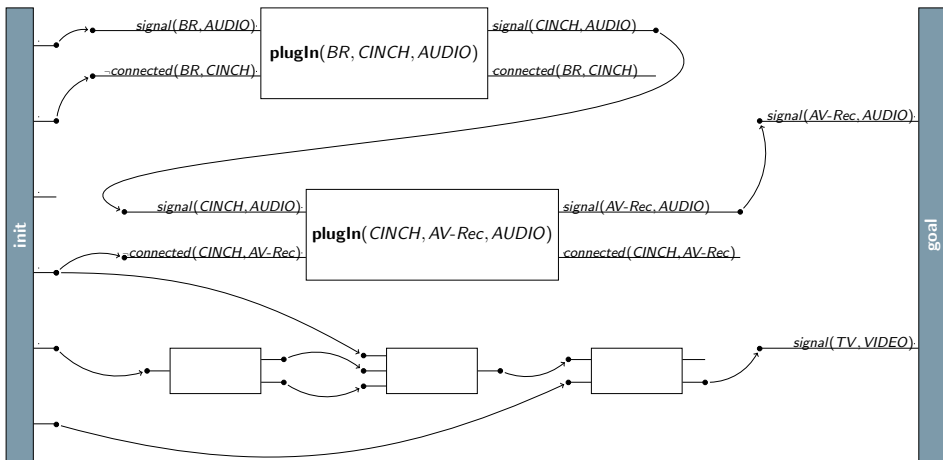 signal(BR, AUDIO)
signal(CINCH, AUDIO)
plugIn(BR, CINCH, AUDIO)
¬connected(BR, CINCH)
connected(BR, CINCH)
signal(AV-Rec, AUDIO)
signal(CINCH, AUDIO)
signal(AV-Rec, AUDIO)
plugIn(CINCH, AV-Rec, AUDIO)
¬connected(CINCH, AV-Rec)
connected(CINCH, AV-Rec)
init
goal
signal(TV, VIDEO)